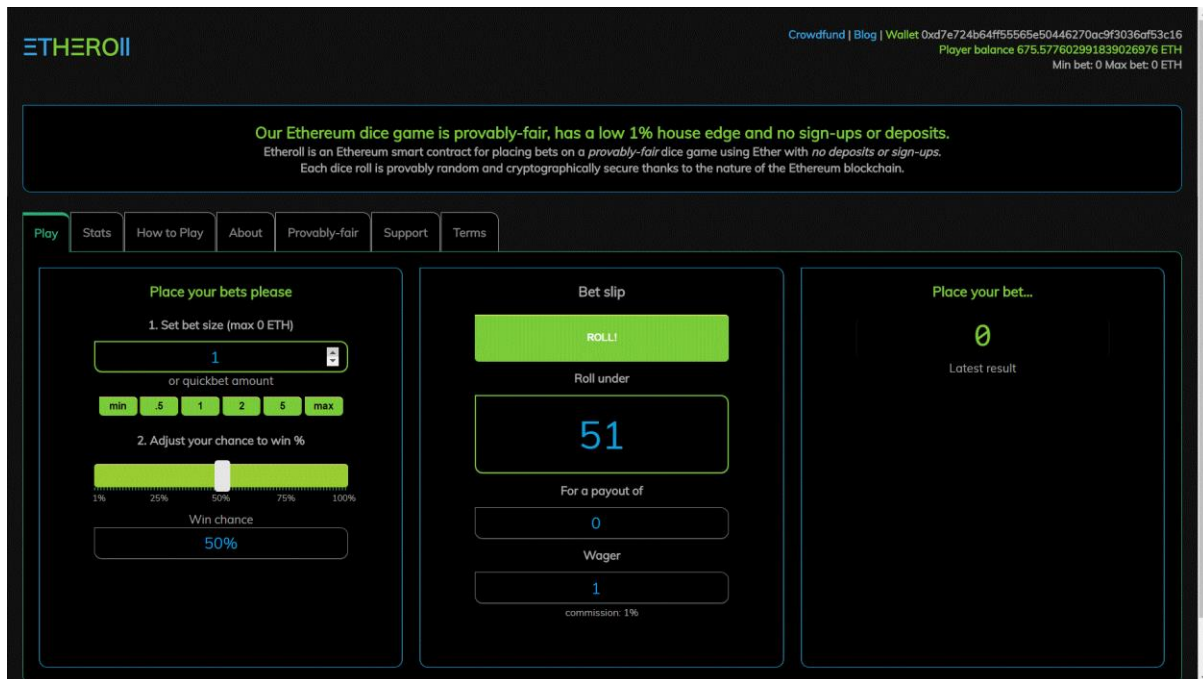 ΞTHΞROll
Crowdfund | Blog | Wallet 0xd7e724b64ff55565e50446270ac9f3036af53c16
Player balance 675.577602991839026976 ETH
Min bet: 0 Max bet: 0 ETH
Our Ethereum dice game is provably-fair, has a low 1% house edge and no sign-ups or deposits.
Etheroll is an Ethereum smart contract for placing bets on a provably-fair dice game using Ether with no deposits or sign-ups.
Each dice roll is provably random and cryptographically secure thanks to the nature of the Ethereum blockchain.
Play Stats How to Play About Provably-fair Support Terms
Place your bets please
1. Set bet size (max 0 ETH)
1
or quickbet amount
min .5 1 2 5 max
2. Adjust your chance to win %
1% 25% 50% 75% 100%
Win chance
50%
Bet slip
ROLL!
Roll under
51
For a payout of
0
Wager
1
commission: 1%
Place your bet...
0
Latest result